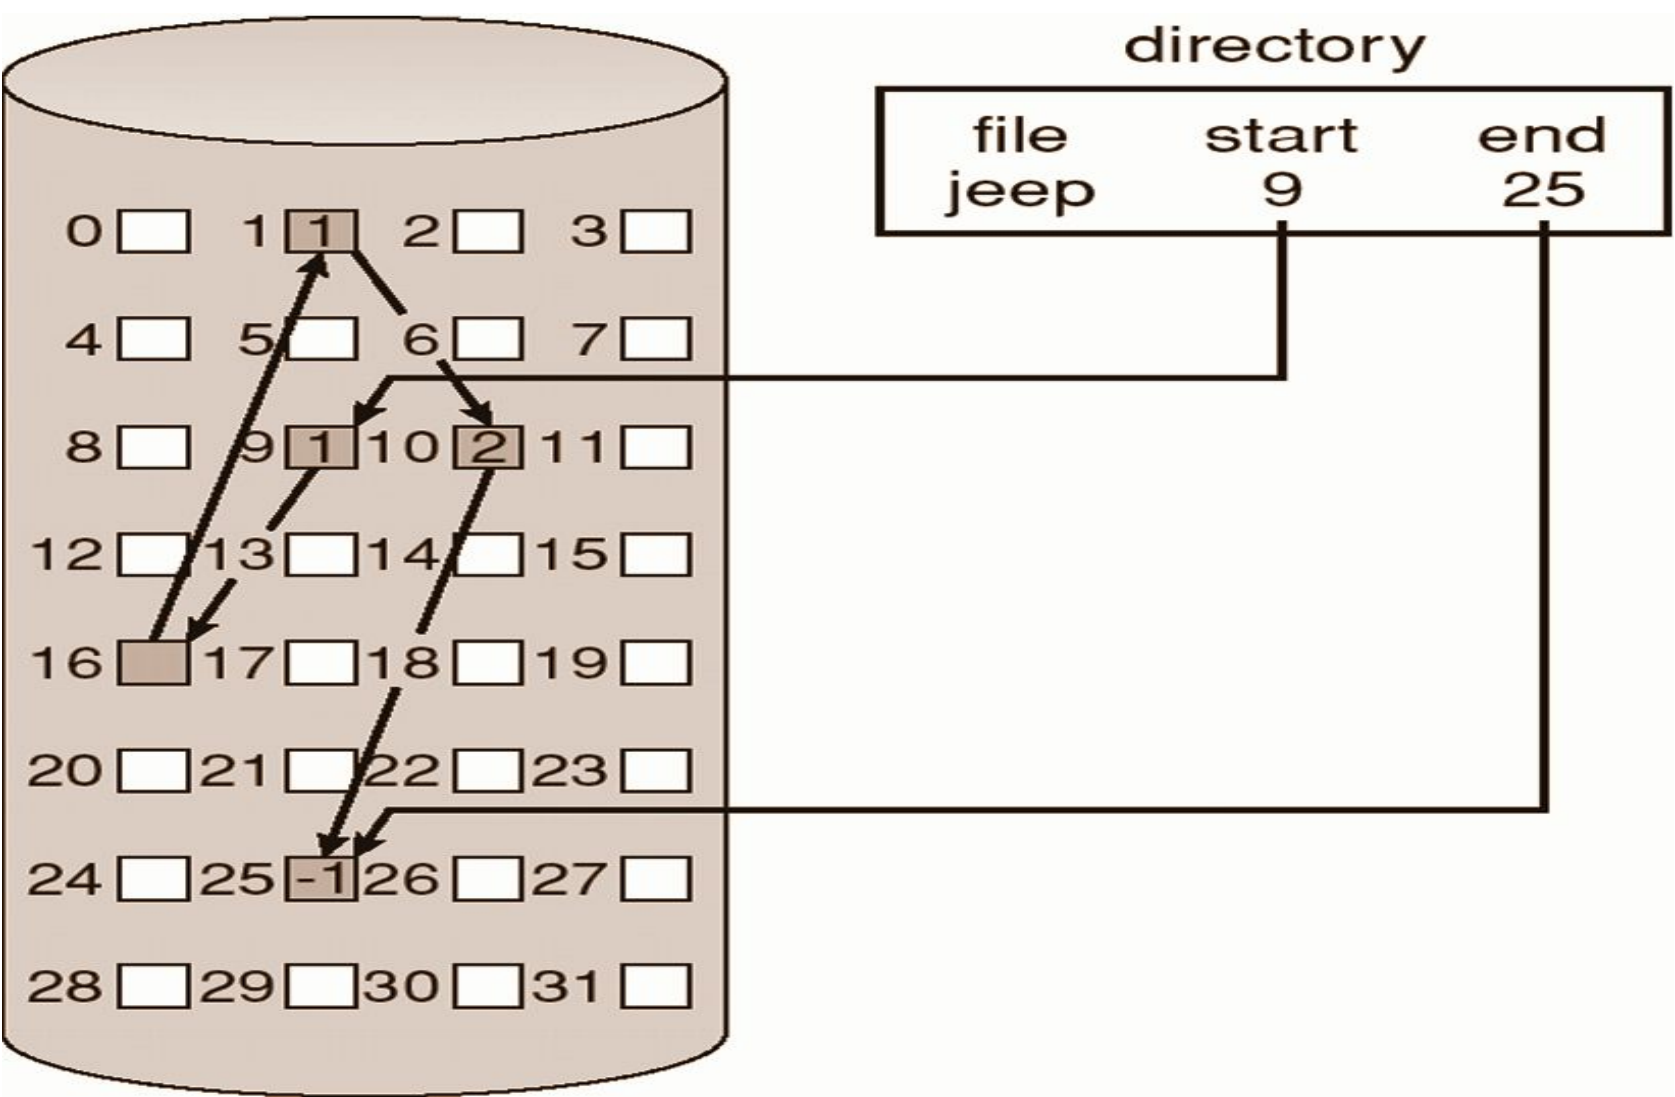 directory
file start end
jeep 9 25
0 1 1 2 3
4 5 6 7
8 9 1 10 2 11
12 13 14 15
16 17 18 19
20 21 22 23
24 25 -1 26 27
28 29 30 31